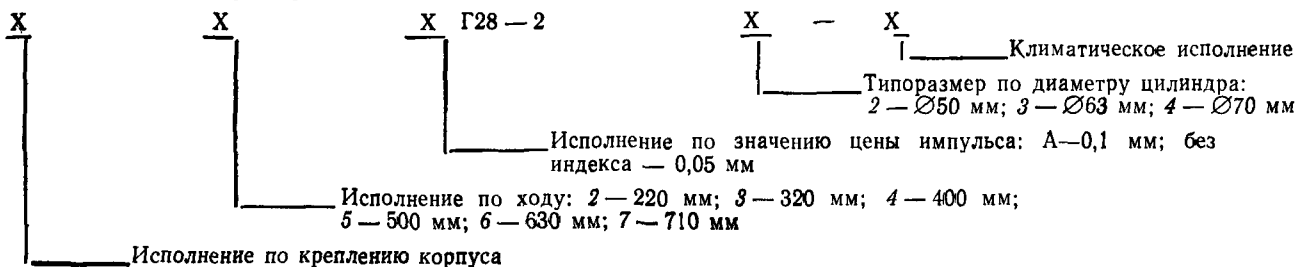 X X X Г28 — 2 X — X
Климатическое исполнение
Типоразмер по диаметру цилиндра:
2 — ∅50 мм; 3 — ∅63 мм; 4 — ∅70 мм
Исполнение по значению цены импульса: А—0,1 мм; без
индекса — 0,05 мм
Исполнение по ходу: 2 — 220 мм; 3 — 320 мм; 4 — 400 мм;
5 — 500 мм; 6 — 630 мм; 7 — 710 мм
Исполнение по креплению корпуса